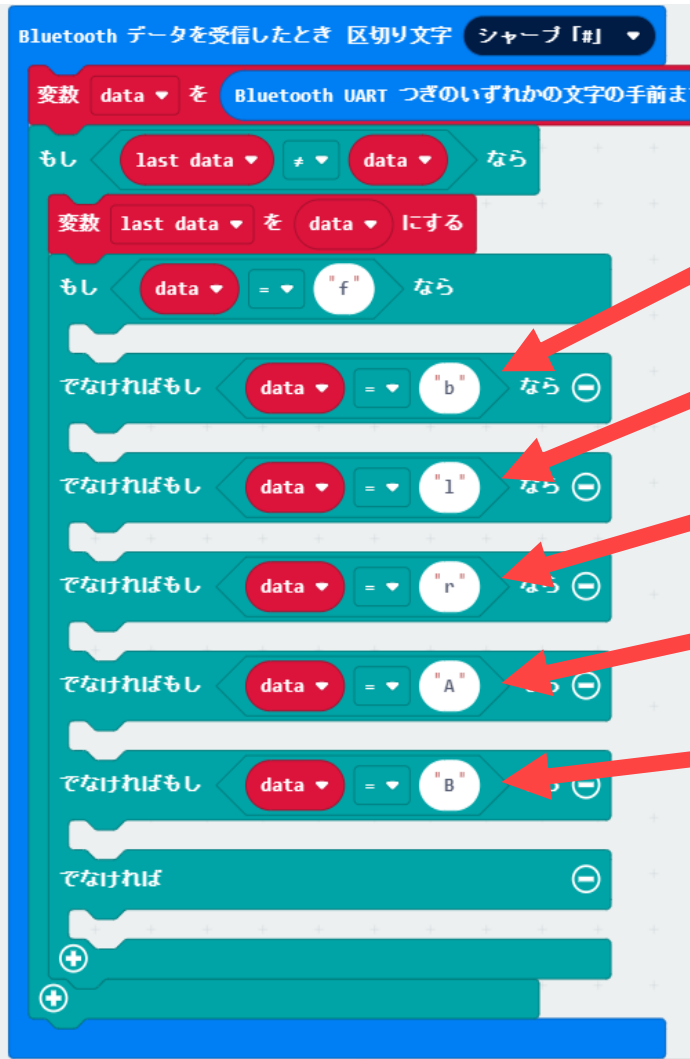 Bluetooth データを受信したとき 区切り文字 シャープ「#」
変数 data を Bluetooth UART つぎのいずれかの文字の手前ま
もし last data ≠ data なら
変数 last data を data にする
もし data = "f" なら
でなければもし data = "b" なら
でなければもし data = "l" なら
でなければもし data = "r" なら
でなければもし data = "A" なら
でなければもし data = "B" なら
でなければ